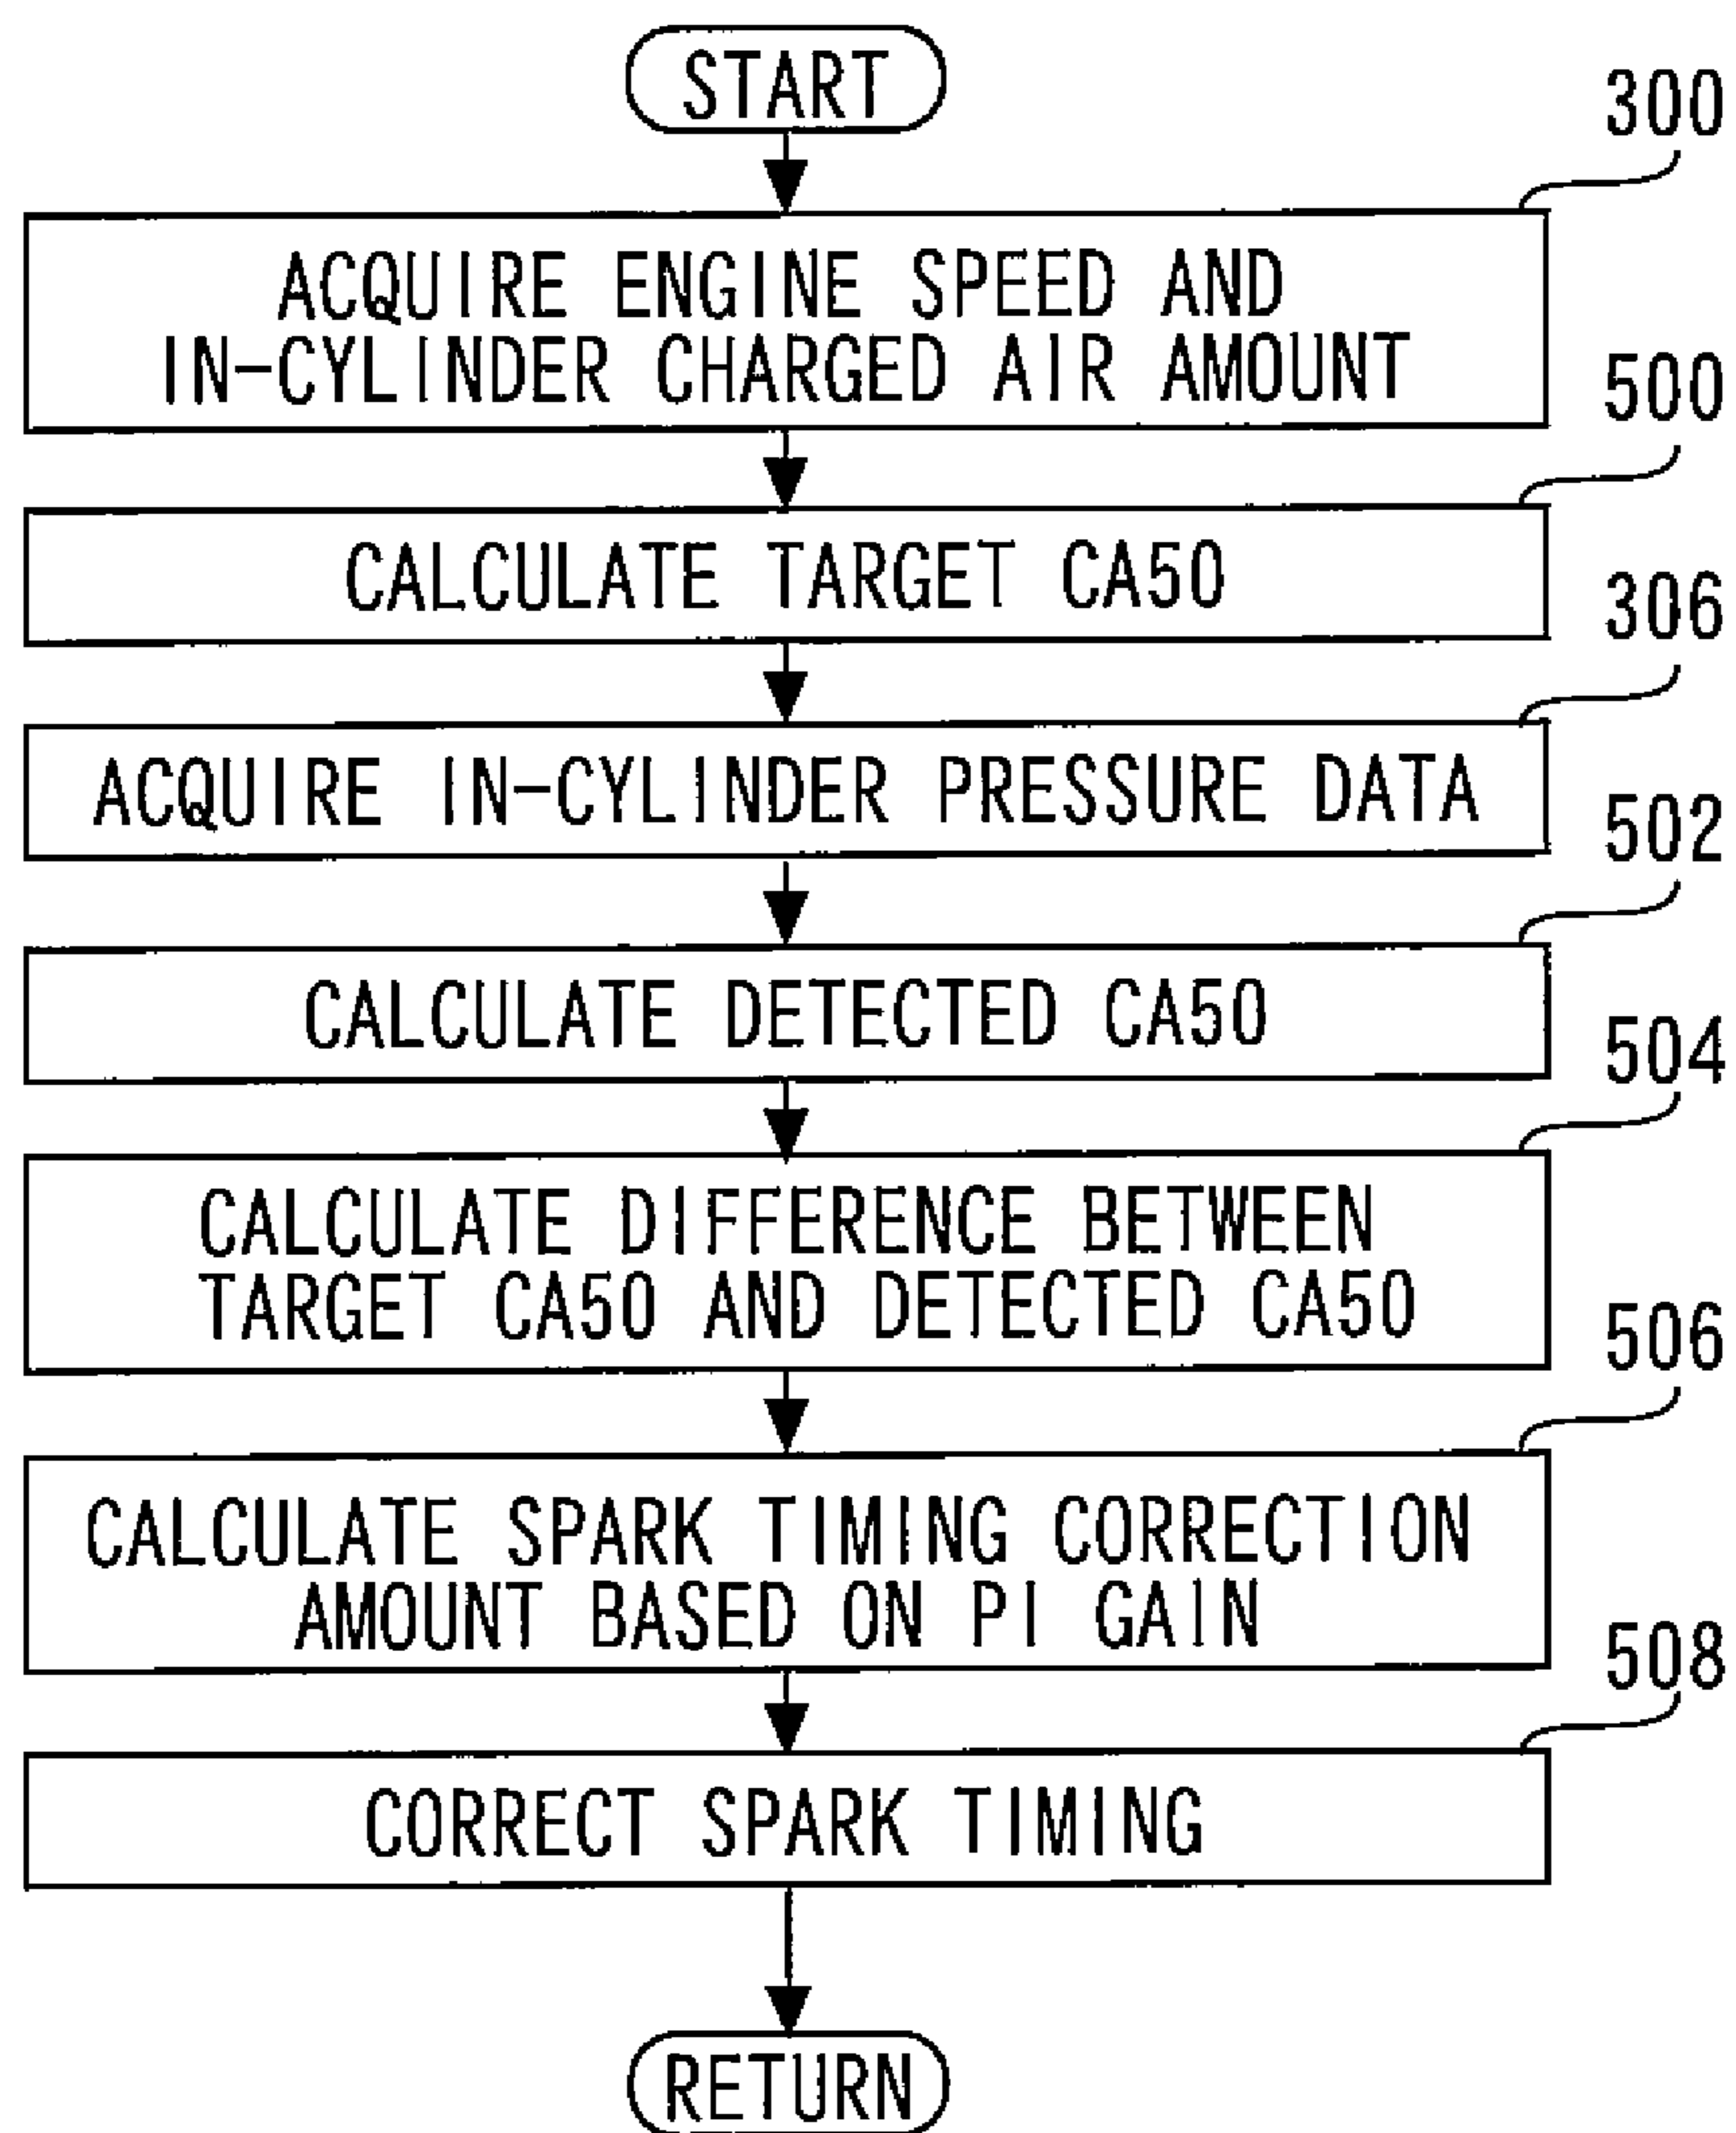 START
300
ACQUIRE ENGINE SPEED AND
IN-CYLINDER CHARGED AIR AMOUNT
500
CALCULATE TARGET CA50
306
ACQUIRE IN-CYLINDER PRESSURE DATA
502
CALCULATE DETECTED CA50
504
CALCULATE DIFFERENCE BETWEEN
TARGET CA50 AND DETECTED CA50
506
CALCULATE SPARK TIMING CORRECTION
AMOUNT BASED ON PI GAIN
508
CORRECT SPARK TIMING
RETURN